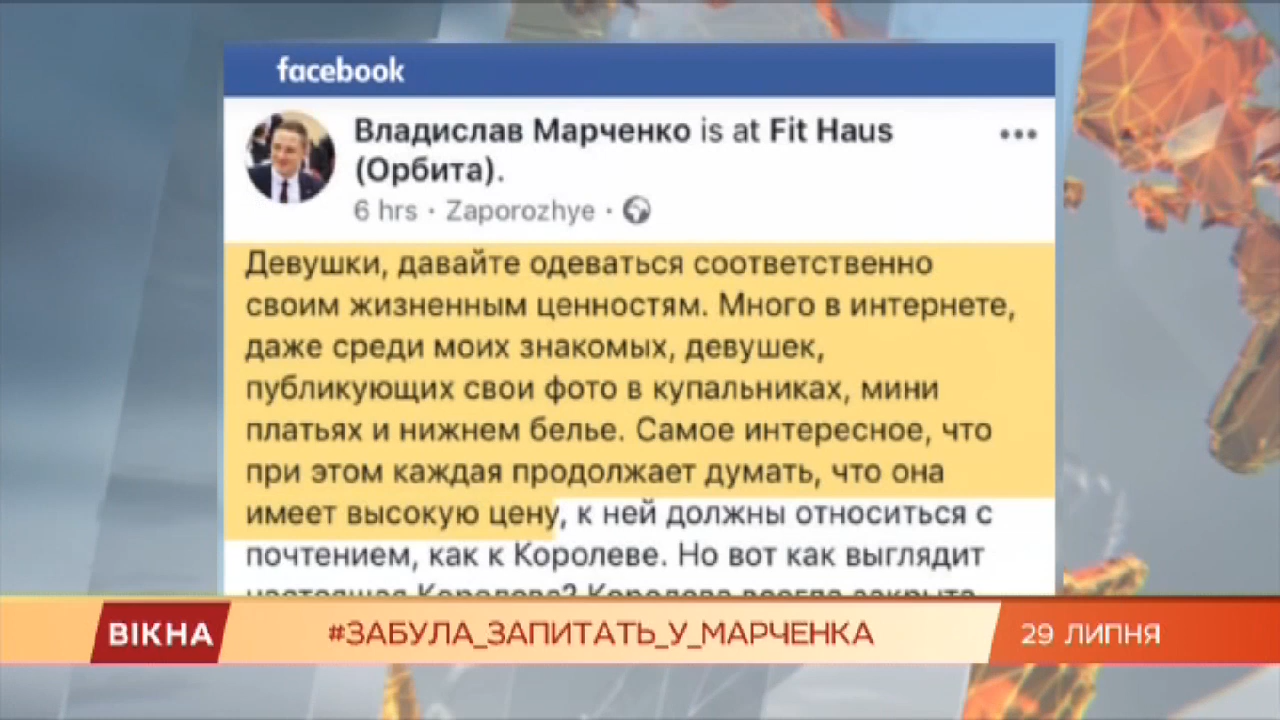 facebook
Владислав Марченко is at Fit Haus
(Орбита).
6 hrs · Zaporozhye ·
Девушки, давайте одеваться соответственно
своим жизненным ценностям. Много в интернете,
даже среди моих знакомых, девушек,
публикующих свои фото в купальниках, мини
платьях и нижнем белье. Самое интересное, что
при этом каждая продолжает думать, что она
имеет высокую цену, к ней должны относиться с
почтением, как к Королеве. Но вот как выглядит
настоящая Королева? Королева всегда закрыта
ВІКНА
#ЗАБУЛА_ЗАПИТАТЬ_У_МАРЧЕНКА
29 ЛИПНЯ